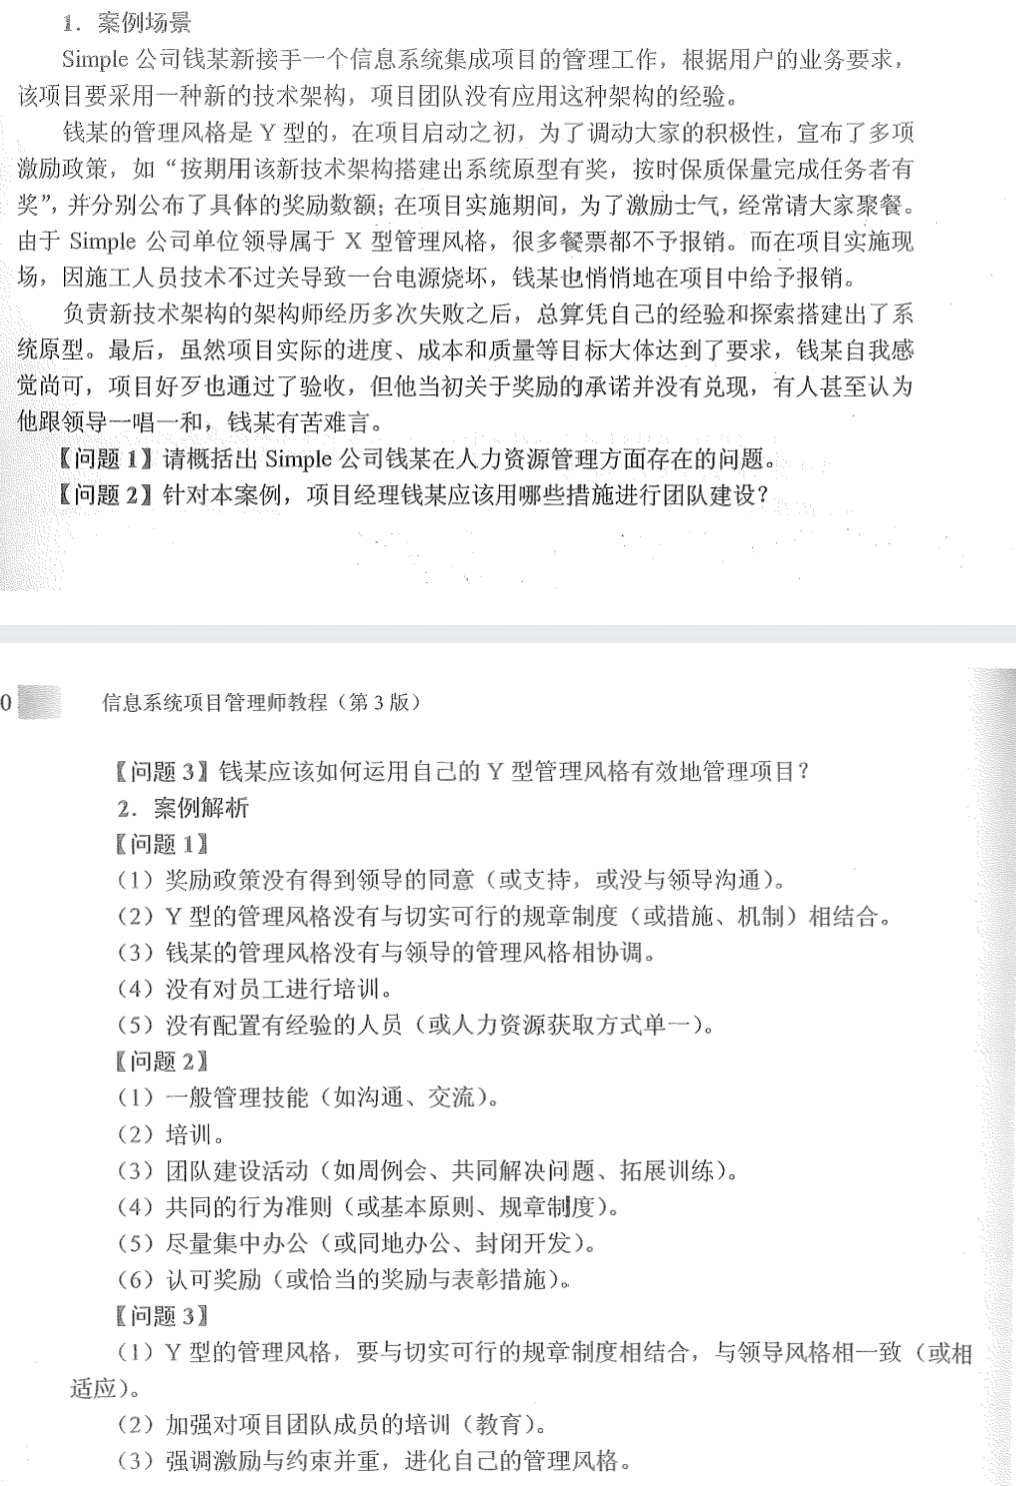 1．案例场景
Simple 公司钱某新接手一个信息系统集成项目的管理工作，根据用户的业务要求，
该项目要采用一种新的技术架构，项目团队没有应用这种架构的经验。
钱某的管理风格是 Y 型的，在项目启动之初，为了调动大家的积极性，宣布了多项
激励政策，如“按期用该新技术架构搭建出系统原型有奖，按时保质保量完成任务者有
奖”，并分别公布了具体的奖励数额；在项目实施期间，为了激励士气，经常请大家聚餐。
由于 Simple 公司单位领导属于 X 型管理风格，很多餐票都不予报销。而在项目实施现
场，因施工人员技术不过关导致一台电源烧坏，钱某也悄悄地在项目中给予报销。
负责新技术架构的架构师经历多次失败之后，总算凭自己的经验和探索搭建出了系
统原型。最后，虽然项目实际的进度、成本和质量等目标大体达到了要求，钱某自我感
觉尚可，项目好歹也通过了验收，但他当初关于奖励的承诺并没有兑现，有人甚至认为
他跟领导一唱一和，钱某有苦难言。
【问题 1】请概括出 Simple 公司钱某在人力资源管理方面存在的问题。
【问题 2】针对本案例，项目经理钱某应该用哪些措施进行团队建设？
0 信息系统项目管理师教程（第 3 版）
【问题 3】钱某应该如何运用自己的 Y 型管理风格有效地管理项目？
2．案例解析
【问题 1】
（1）奖励政策没有得到领导的同意（或支持，或没与领导沟通）。
（2）Y 型的管理风格没有与切实可行的规章制度（或措施、机制）相结合。
（3）钱某的管理风格没有与领导的管理风格相协调。
（4）没有对员工进行培训。
（5）没有配置有经验的人员（或人力资源获取方式单一）。
【问题 2】
（1）一般管理技能（如沟通、交流）。
（2）培训。
（3）团队建设活动（如周例会、共同解决问题、拓展训练）。
（4）共同的行为准则（或基本原则、规章制度）。
（5）尽量集中办公（或同地办公、封闭开发）。
（6）认可奖励（或恰当的奖励与表彰措施）。
【问题 3】
（1）Y 型的管理风格，要与切实可行的规章制度相结合，与领导风格相一致（或相
适应）。
（2）加强对项目团队成员的培训（教育）。
（3）强调激励与约束并重，进化自己的管理风格。